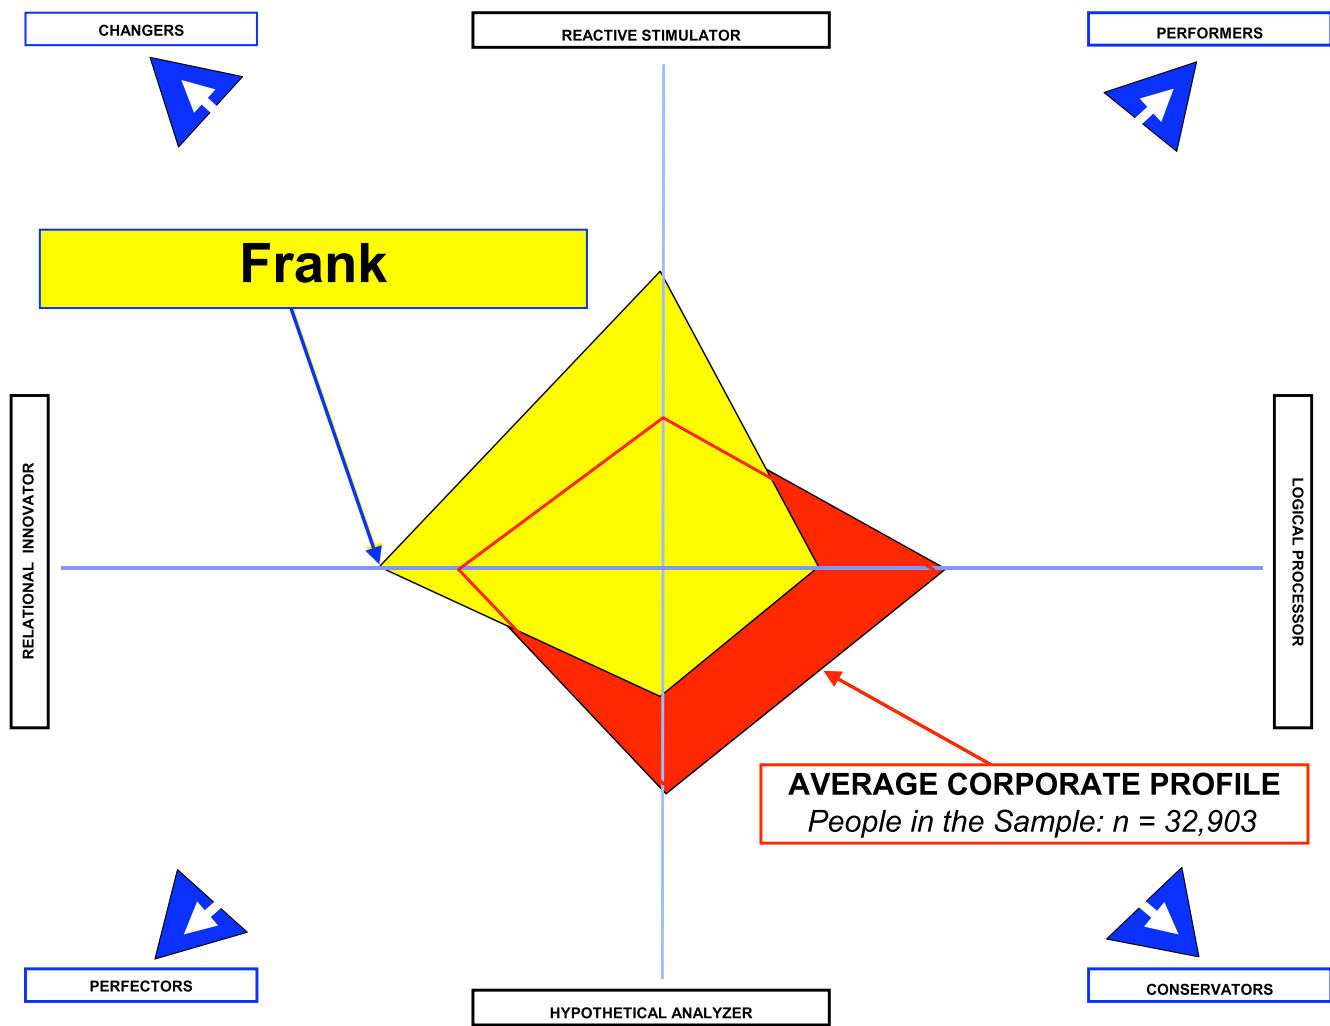 CHANGERS
REACTIVE STIMULATOR
PERFORMERS
Frank
RELATIONAL INNOVATOR
LOGICAL PROCESSOR
AVERAGE CORPORATE PROFILE
People in the Sample: n = 32,903
PERFECTORS
HYPOTHETICAL ANALYZER
CONSERVATORS